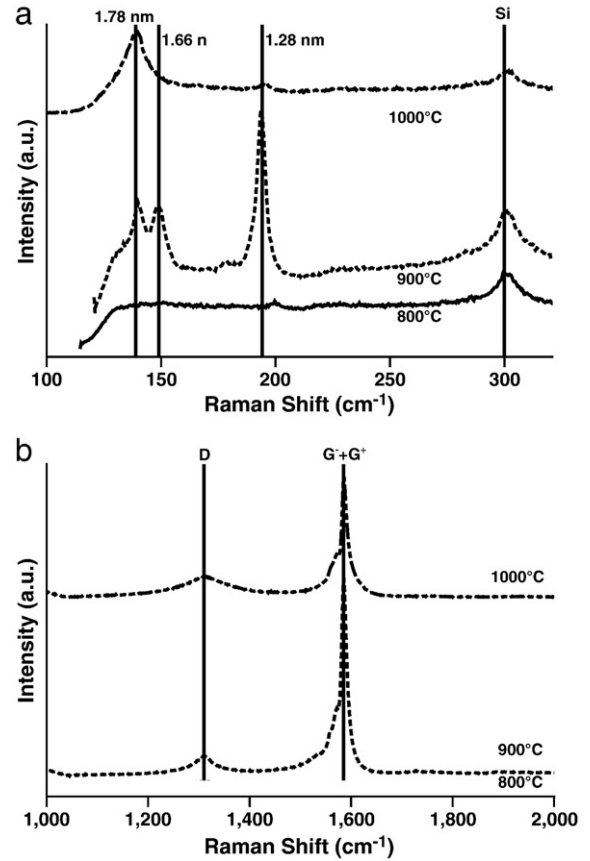 a
1.78 nm
1.66 n
1.28 nm
Si
1000°C
900°C
800°C
Intensity (a.u.)
100 150 200 250 300
Raman Shift (cm-1)
b
D
G-+G+
1000°C
900°C
800°C
Intensity (a.u.)
1,000 1,200 1,400 1,600 1,800 2,000
Raman Shift (cm-1)